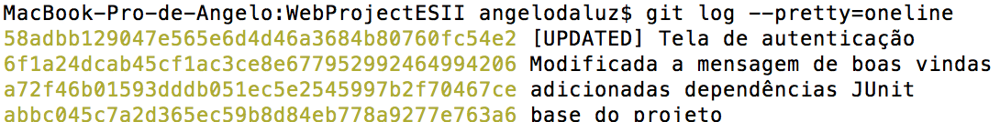 MacBook-Pro-de-Angelo:WebProjectESII angelodaluz$ git log --pretty=oneline
58adbb129047e565e6d4d46a3684b80760fc54e2 [UPDATED] Tela de autenticação
6f1a24dcab45cf1ac3ce8e677952992464994206 Modificada a mensagem de boas vindas
a72f46b01593dddb051ec5e2545997b2f70467ce adicionadas dependências JUnit
abbc045c7a2d365ec59b8d84eb778a9277e763a6 base do projeto